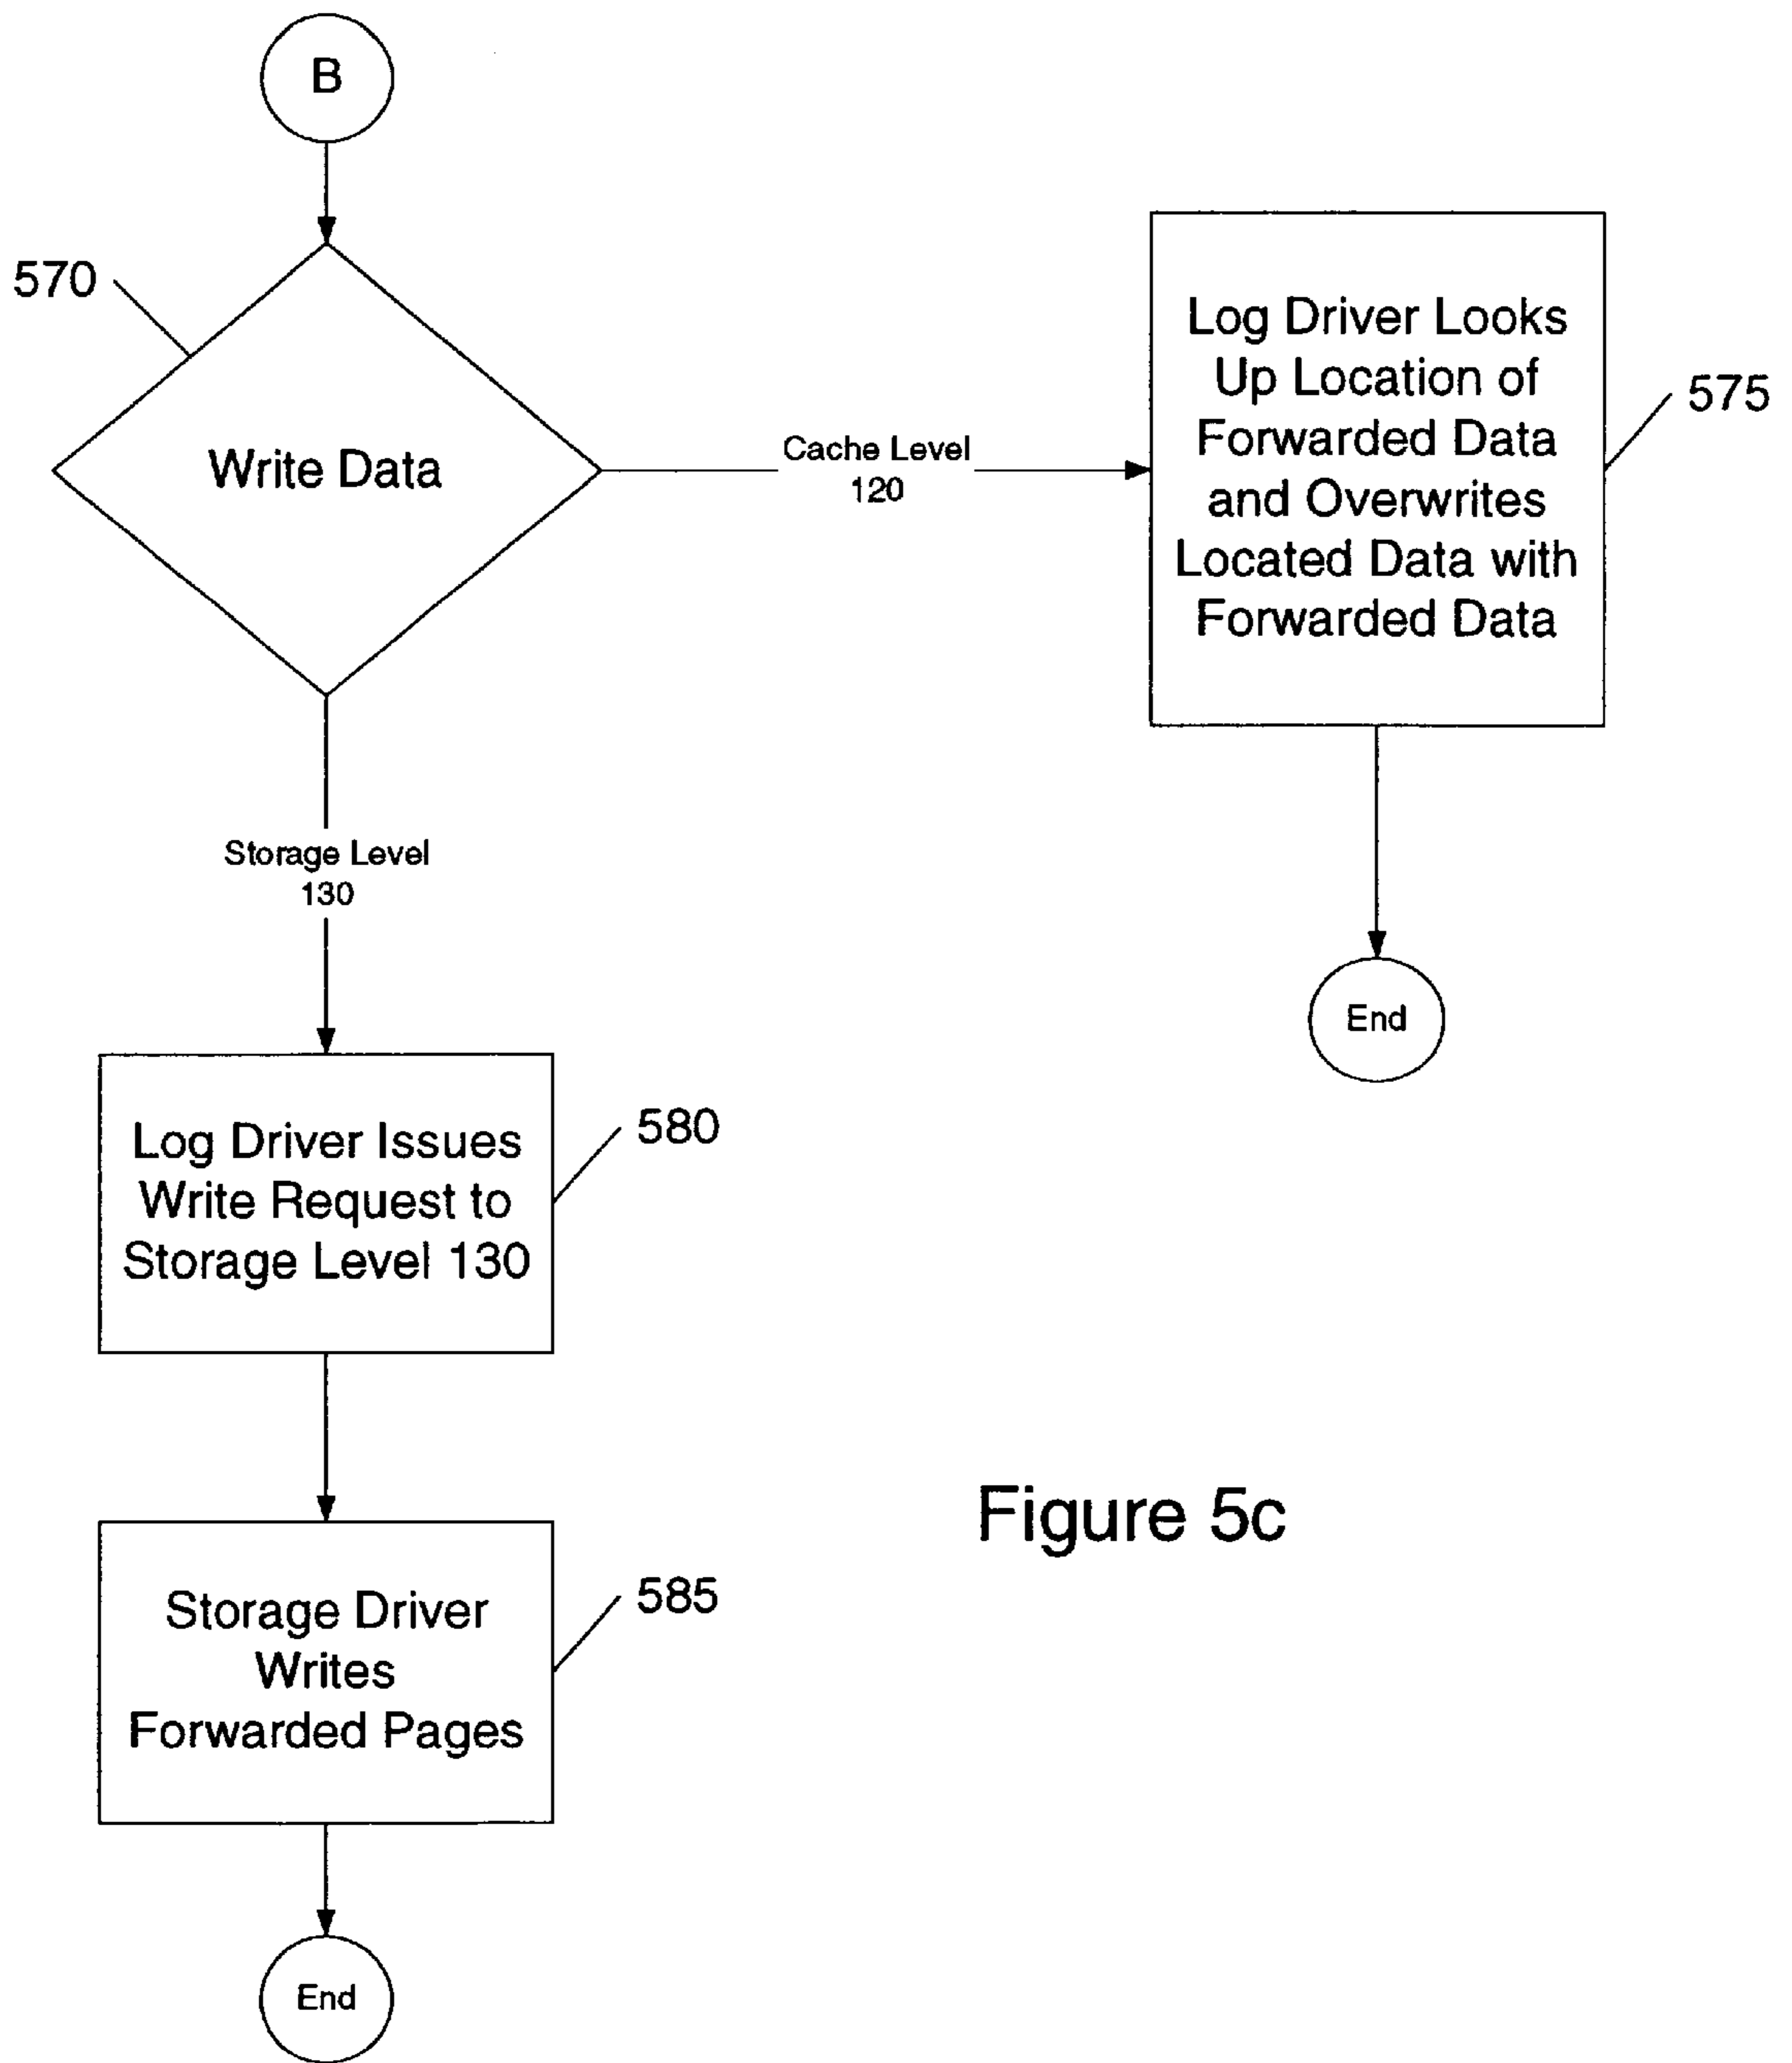 B
570
Write Data
Cache Level
120
Log Driver Looks
Up Location of
Forwarded Data
and Overwrites
Located Data with
Forwarded Data
575
End
Storage Level
130
Log Driver Issues
Write Request to
Storage Level 130
580
Storage Driver
Writes
Forwarded Pages
585
End
Figure 5c